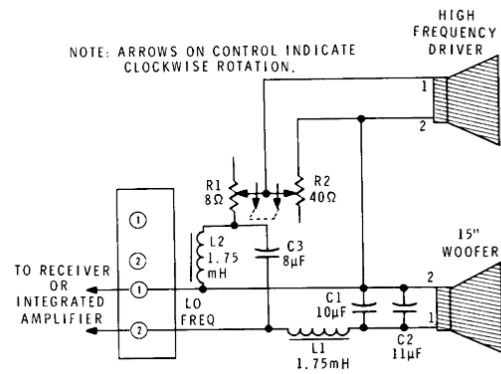 HIGH
FREQUENCY
DRIVER
NOTE: ARROWS ON CONTROL INDICATE
CLOCKWISE ROTATION.
1
2
R1
8Ω
R2
40Ω
L2
1.75
mH
C3
8μF
15"
WOOFER
1
2
TO RECEIVER
OR
INTEGRATED
AMPLIFIER
1
2
LO
FREQ
C1
10μF
C2
11μF
2
1
L1
1.75mH